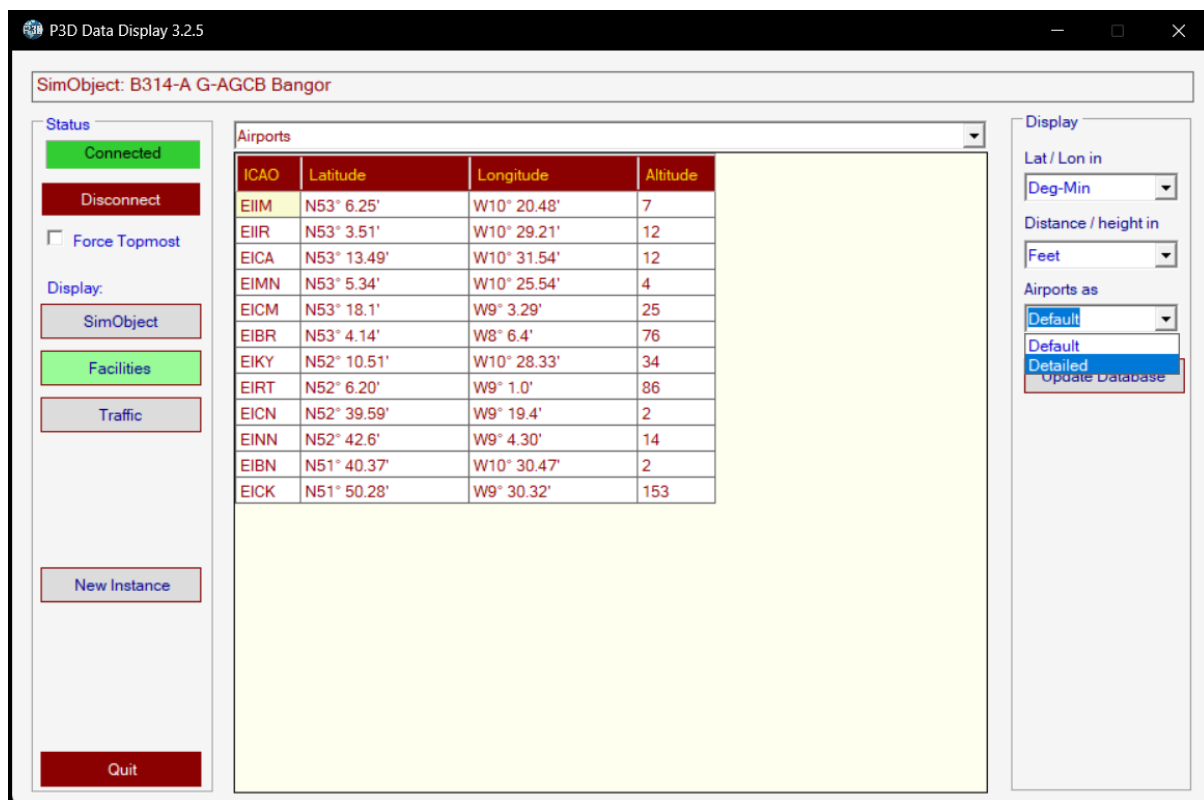 P3D Data Display 3.2.5
SimObject: B314-A G-AGCB Bangor
Status
Connected
Disconnect
Force Topmost
Display:
SimObject
Facilities
Traffic
New Instance
Quit
Airports
ICAO Latitude Longitude Altitude
EIIM N53° 6.25' W10° 20.48' 7
EIIR N53° 3.51' W10° 29.21' 12
EICA N53° 13.49' W10° 31.54' 12
EIMN N53° 5.34' W10° 25.54' 4
EICM N53° 18.1' W9° 3.29' 25
EIBR N53° 4.14' W8° 6.4' 76
EIKY N52° 10.51' W10° 28.33' 34
EIRT N52° 6.20' W9° 1.0' 86
EICN N52° 39.59' W9° 19.4' 2
EINN N52° 42.6' W9° 4.30' 14
EIBN N51° 40.37' W10° 30.47' 2
EICK N51° 50.28' W9° 30.32' 153
Display
Lat / Lon in
Deg-Min
Distance / height in
Feet
Airports as
Default
Default
Detailed
Update Database